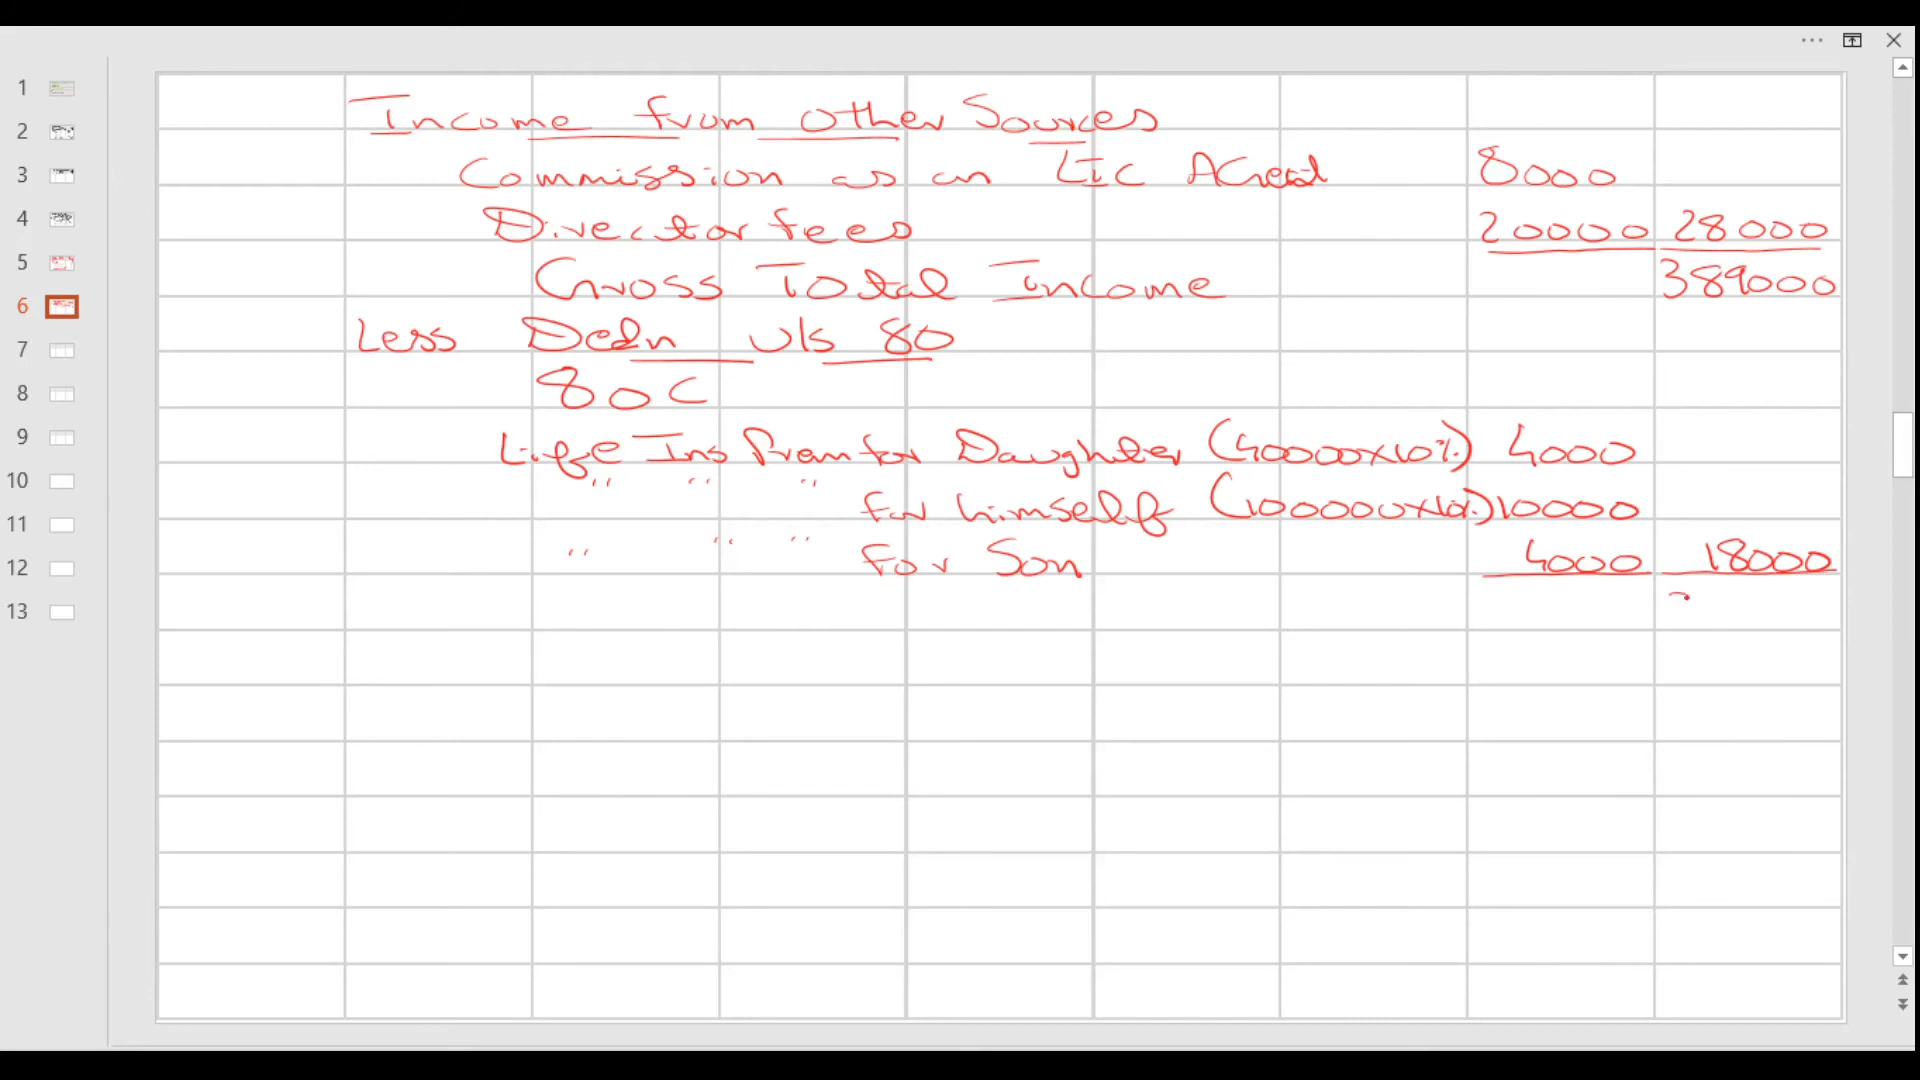 1
2
3
4
5
6
7
8
9
10
11
12
13
Income from Other Sources
Commission as an LIC AGent 8000
Director fees 20000 28000
Gross Total Income 389000
Less Dedn u/s 80
80C
Life Ins Prem for Daughter (40000x10%) 4000
" " " for himself (100000x10%) 10000
" " " For Son 4000 18000